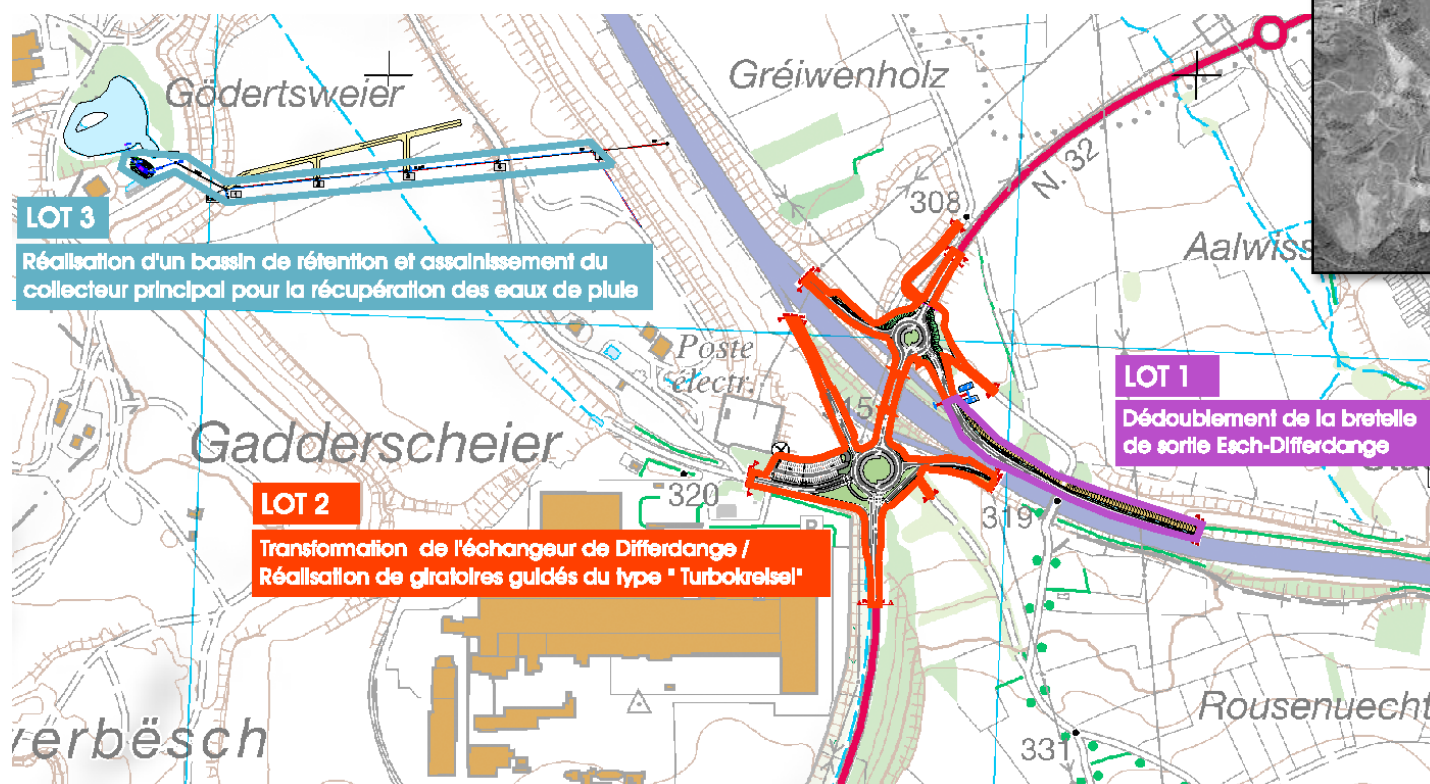 Gréiwenholz
Gödertsweier
N. 32
308
Aalwiss
LOT 3
Réalisation d'un bassin de rétention et assainissement du
collecteur principal pour la récupération des eaux de pluie
Poste
électr.
LOT 1
Dédoublement de la bretelle
de sortie Esch-Differdange
Gadderscheier
320
319
LOT 2
Transformation de l'échangeur de Differdange /
Réalisation de giratoires guidés du type " Turbokreisel"
P
Rousenuecht
331
verbësch